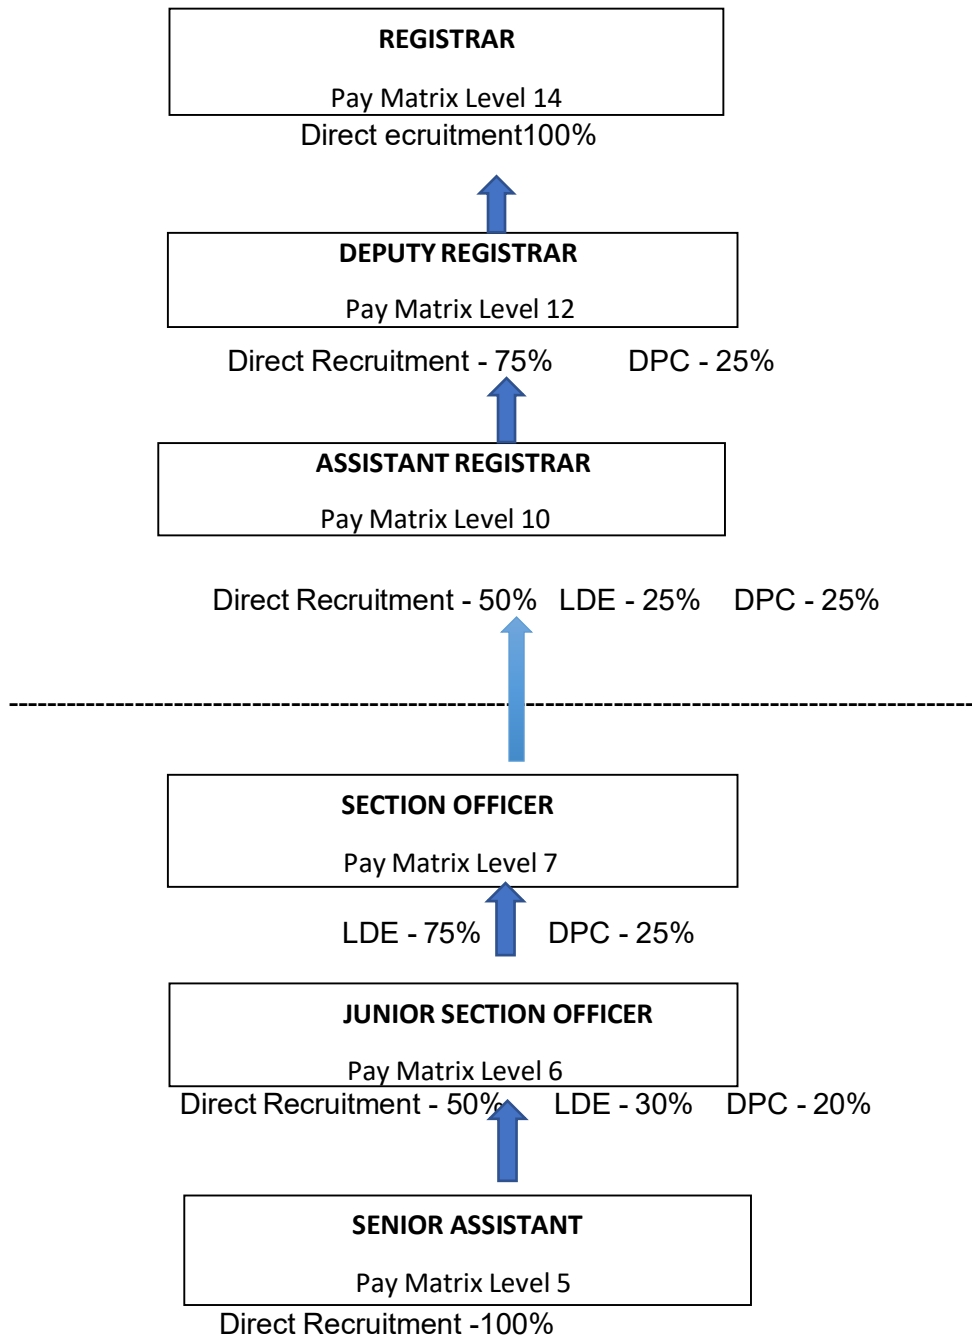 REGISTRAR
Pay Matrix Level 14
Direct ecruitment100%
DEPUTY REGISTRAR
Pay Matrix Level 12
Direct Recruitment - 75% DPC - 25%
ASSISTANT REGISTRAR
Pay Matrix Level 10
Direct Recruitment - 50% LDE - 25% DPC - 25%
SECTION OFFICER
Pay Matrix Level 7
LDE - 75% DPC - 25%
JUNIOR SECTION OFFICER
Pay Matrix Level 6
Direct Recruitment - 50% LDE - 30% DPC - 20%
SENIOR ASSISTANT
Pay Matrix Level 5
Direct Recruitment -100%